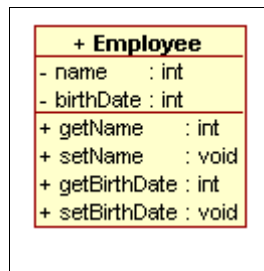 + Employee
- name : int
- birthDate : int
+ getName : int
+ setName : void
+ getBirthDate : int
+ setBirthDate : void